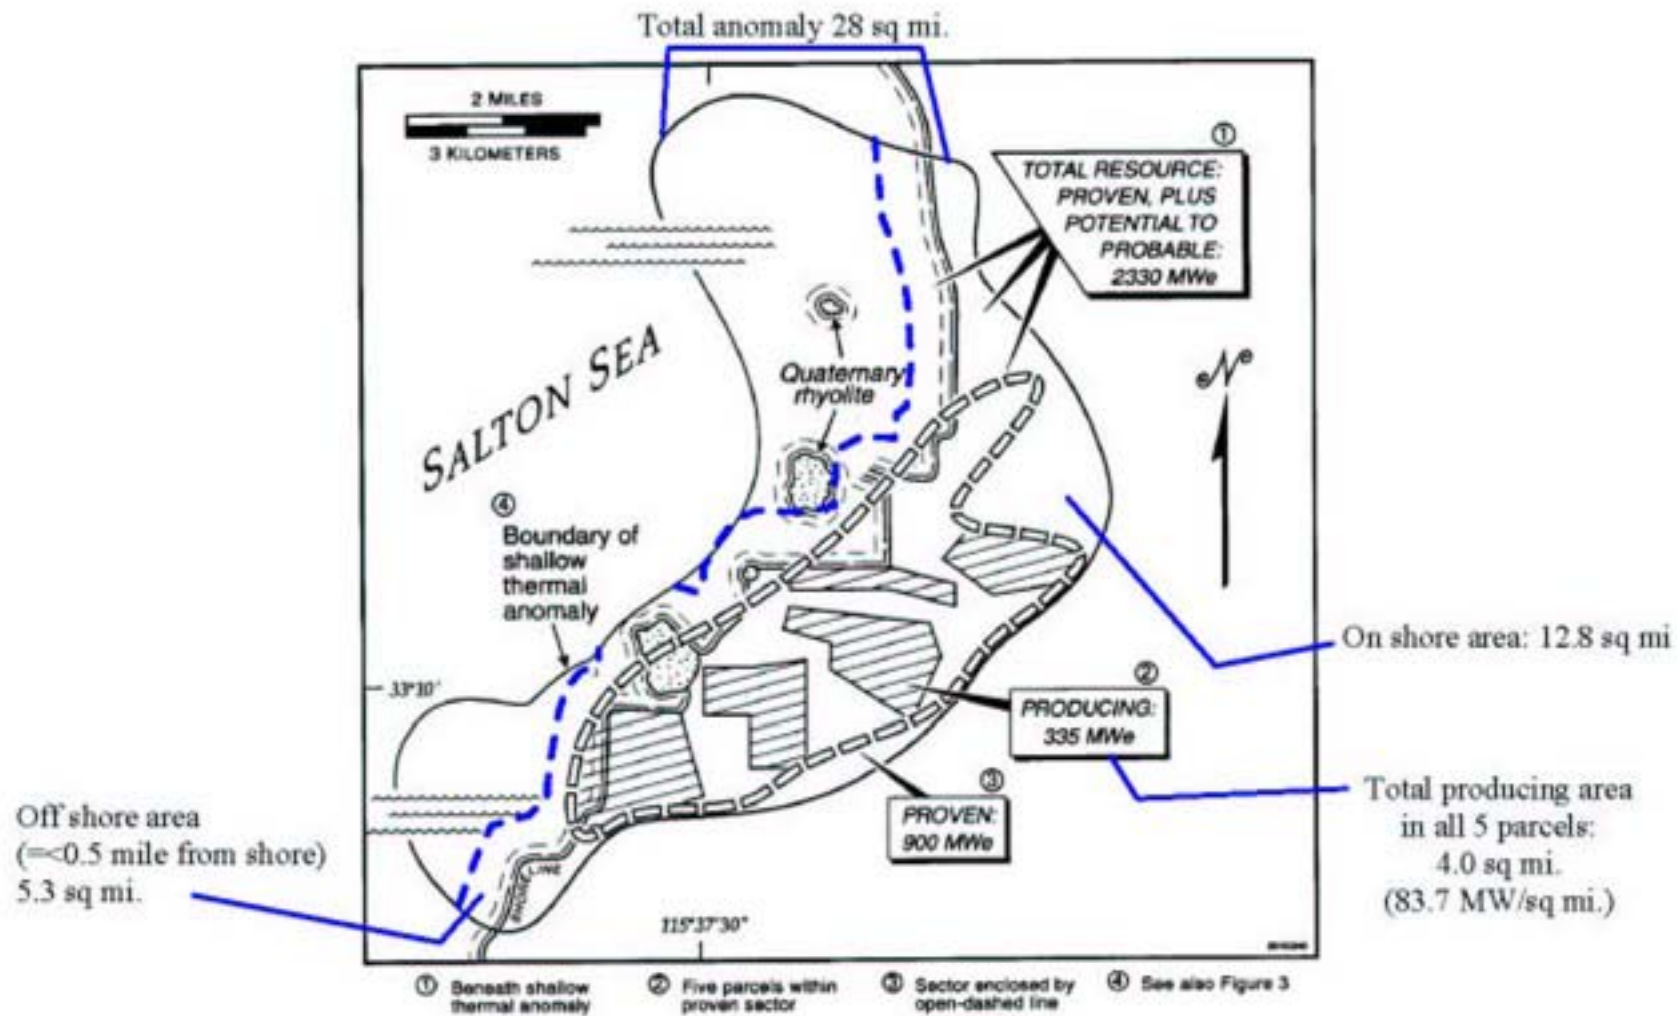 Total anomaly 28 sq mi.
2 MILES
3 KILOMETERS
①
TOTAL RESOURCE:
PROVEN, PLUS
POTENTIAL TO
PROBABLE:
2330 MWe
SALTON SEA
Quaternary
rhyolite
④
Boundary of
shallow
thermal
anomaly
On shore area: 12.8 sq mi
33°10'
②
PRODUCING:
335 MWe
③
PROVEN:
900 MWe
Total producing area
in all 5 parcels:
4.0 sq mi.
(83.7 MW/sq mi.)
Off shore area
(=<0.5 mile from shore)
5.3 sq mi.
SHORE LINE
115°37'30"
① Beneath shallow
thermal anomaly
② Five parcels within
proven sector
③ Sector enclosed by
open-dashed line
④ See also Figure 3